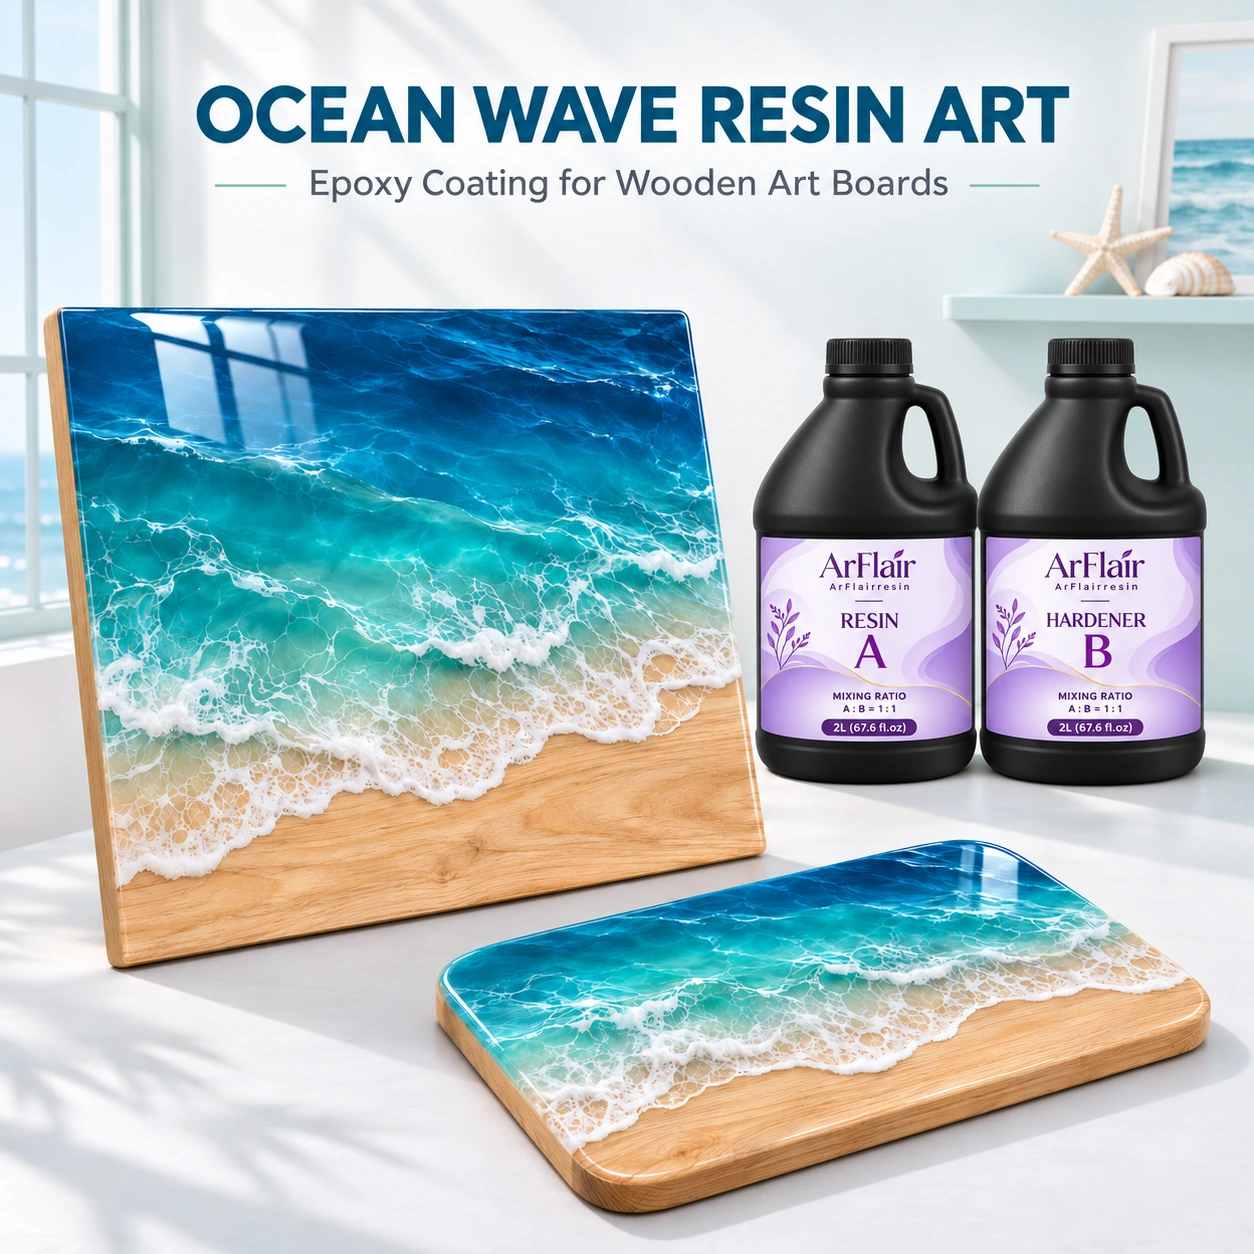 OCEAN WAVE RESIN ART
Epoxy Coating for Wooden Art Boards
ArFlair
ArFlairresin
RESIN
A
MIXING RATIO
A:B=1:1
2L (67.6 fl.oz)
ArFlair
ArFlairresin
HARDENER
B
MIXING RATIO
A:B=1:1
2L (67.6 fl.oz)